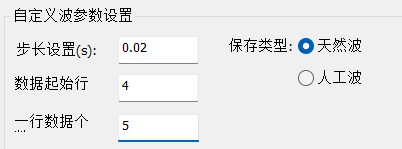 自定义波参数设置
步长设置(s): 0.02 保存类型: 天然波
数据起始行 4 人工波
一行数据个 5